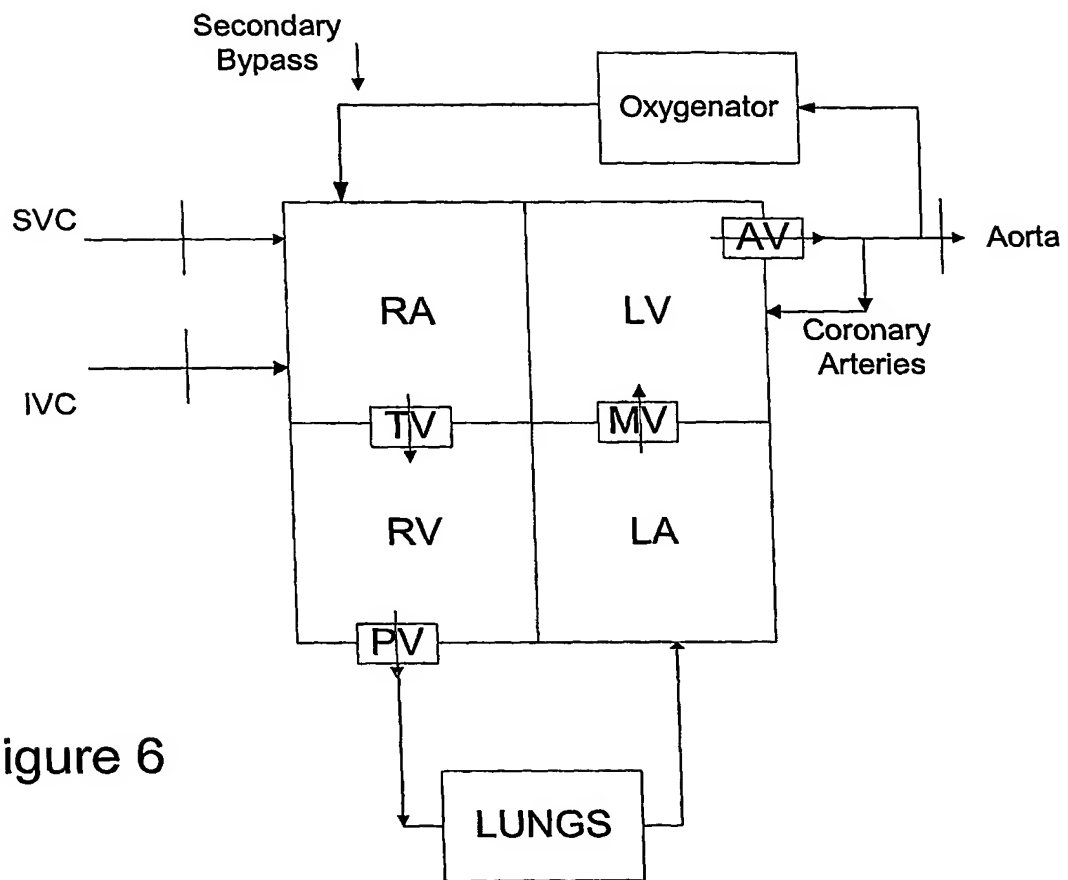 Secondary
Bypass
Oxygenator
SVC
AV
Aorta
RA
LV
Coronary
Arteries
IVC
TV
MV
RV
LA
PV
igure 6
LUNGS